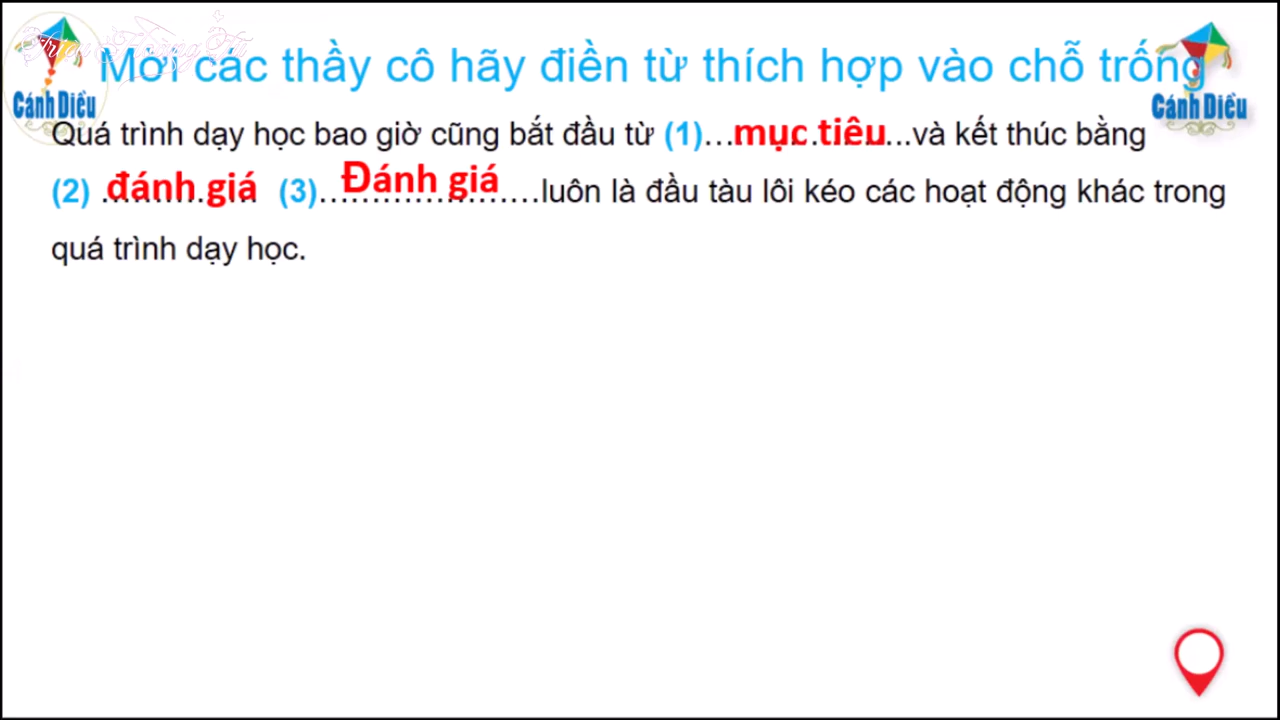 Mời các thầy cô hãy điền từ thích hợp vào chỗ trống
Cánh Diều
Cánh Diều
Quá trình dạy học bao giờ cũng bắt đầu từ (1)... mục tiêu ...và kết thúc bằng
(2) đánh giá (3) Đánh giá ...luôn là đầu tàu lôi kéo các hoạt động khác trong
quá trình dạy học.